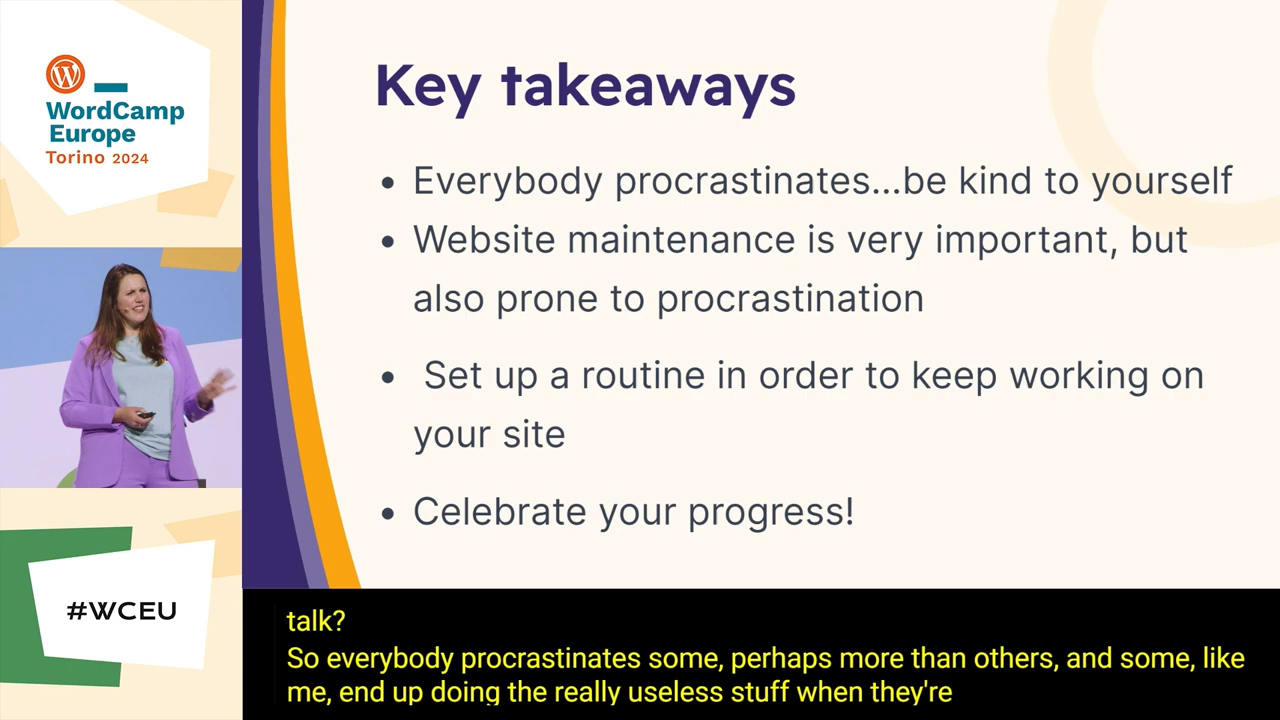 WordCamp
Europe
Torino 2024
Key takeaways
• Everybody procrastinates...be kind to yourself
• Website maintenance is very important, but
also prone to procrastination
• Set up a routine in order to keep working on
your site
• Celebrate your progress!
#WCEU
talk?
So everybody procrastinates some, perhaps more than others, and some, like
me, end up doing the really useless stuff when they're